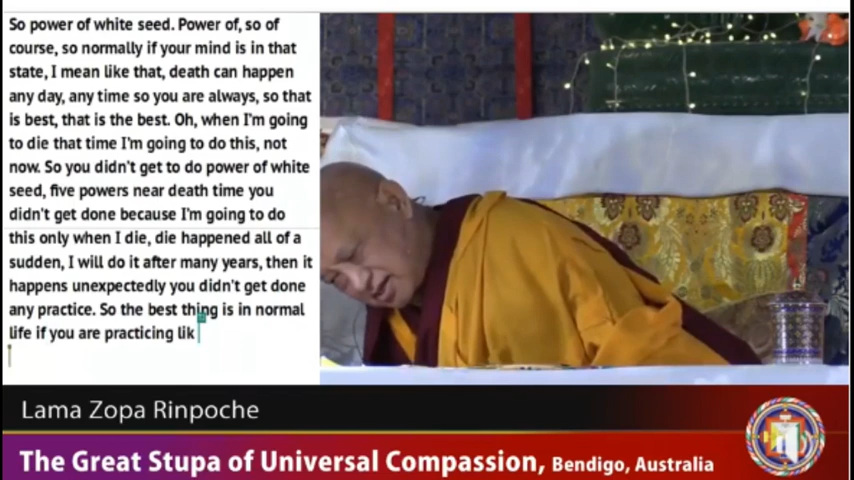 So power of white seed. Power of, so of
course, so normally if your mind is in that
state, I mean like that, death can happen
any day, any time so you are always, so that
is best, that is the best. Oh, when I'm going
to die that time I'm going to do this, not
now. So you didn't get to do power of white
seed, five powers near death time you
didn't get done because I'm going to do
this only when I die, die happened all of a
sudden, I will do it after many years, then it
happens unexpectedly you didn't get done
any practice. So the best thing is in normal
life if you are practicing lik
Lama Zopa Rinpoche
The Great Stupa of Universal Compassion, Bendigo, Australia